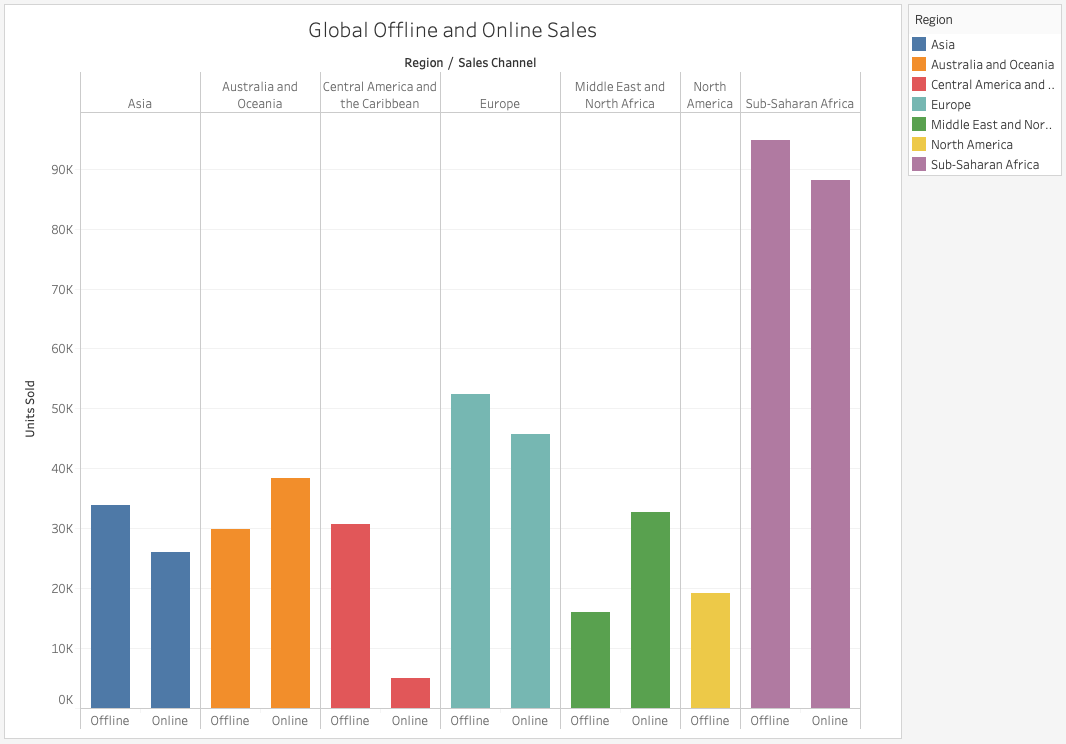 Global Offline and Online Sales
Region / Sales Channel
Asia
Australia and
Oceania
Central America and
the Caribbean
Europe
Middle East and
North Africa
North
America
Sub-Saharan Africa
Units Sold
90K
80K
70K
60K
50K
40K
30K
20K
10K
0K
Offline Online Offline Online Offline Online Offline Online Offline Online Offline Offline Online
Region
Asia
Australia and Oceania
Central America and ..
Europe
Middle East and Nor..
North America
Sub-Saharan Africa